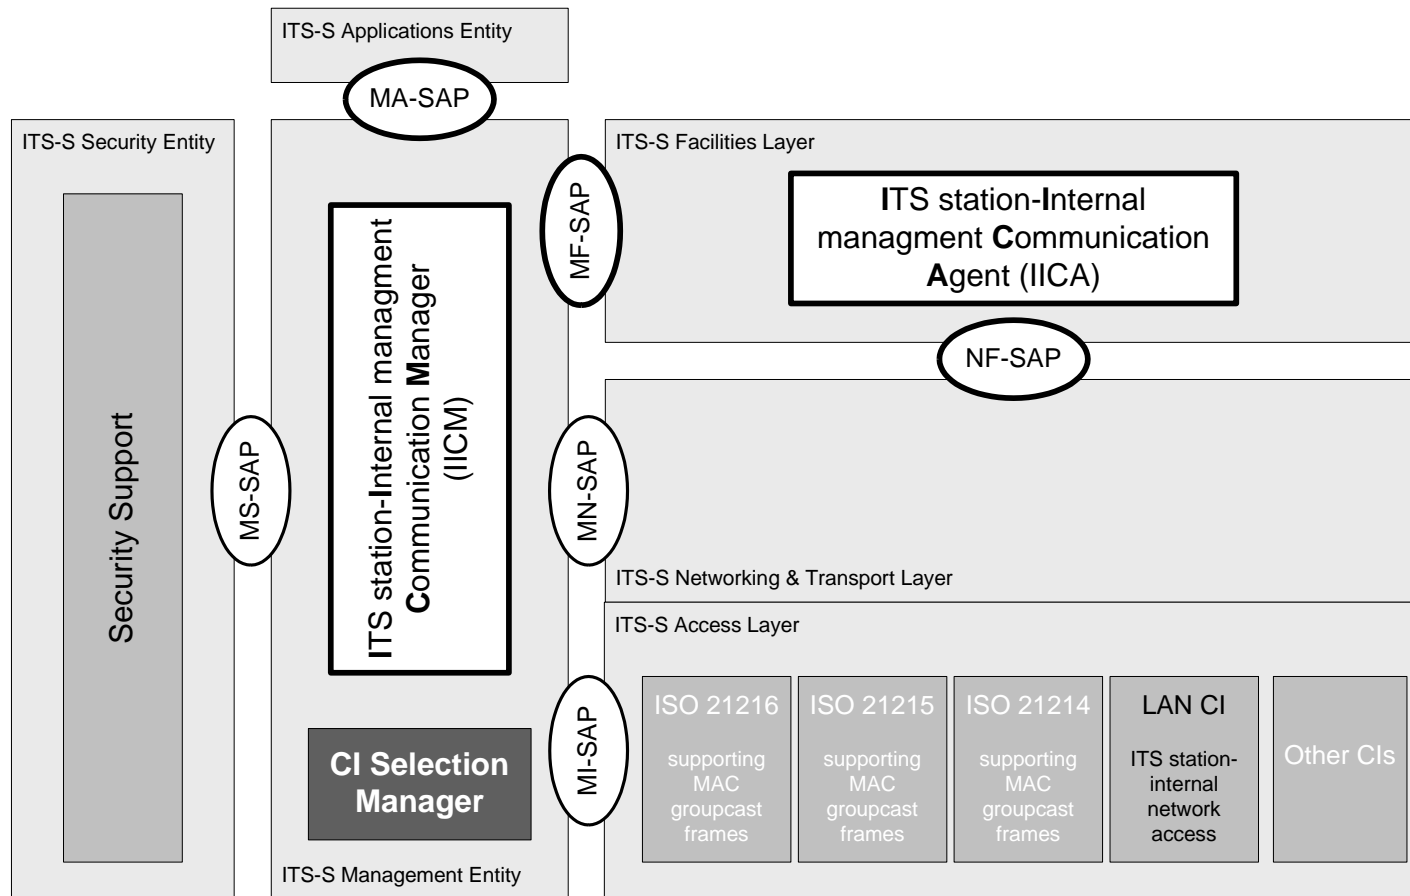 ITS-S Applications Entity
MA-SAP
ITS-S Security Entity
Security Support
MS-SAP
ITS station-Internal managment
Communication Manager
(IICM)
CI Selection
Manager
ITS-S Management Entity
MF-SAP
MN-SAP
MI-SAP
ITS-S Facilities Layer
ITS station-Internal
managment Communication
Agent (IICA)
NF-SAP
ITS-S Networking & Transport Layer
ITS-S Access Layer
ISO 21216
supporting
MAC
groupcast
frames
ISO 21215
supporting
MAC
groupcast
frames
ISO 21214
supporting
MAC
groupcast
frames
LAN CI
ITS station-
internal
network
access
Other CIs